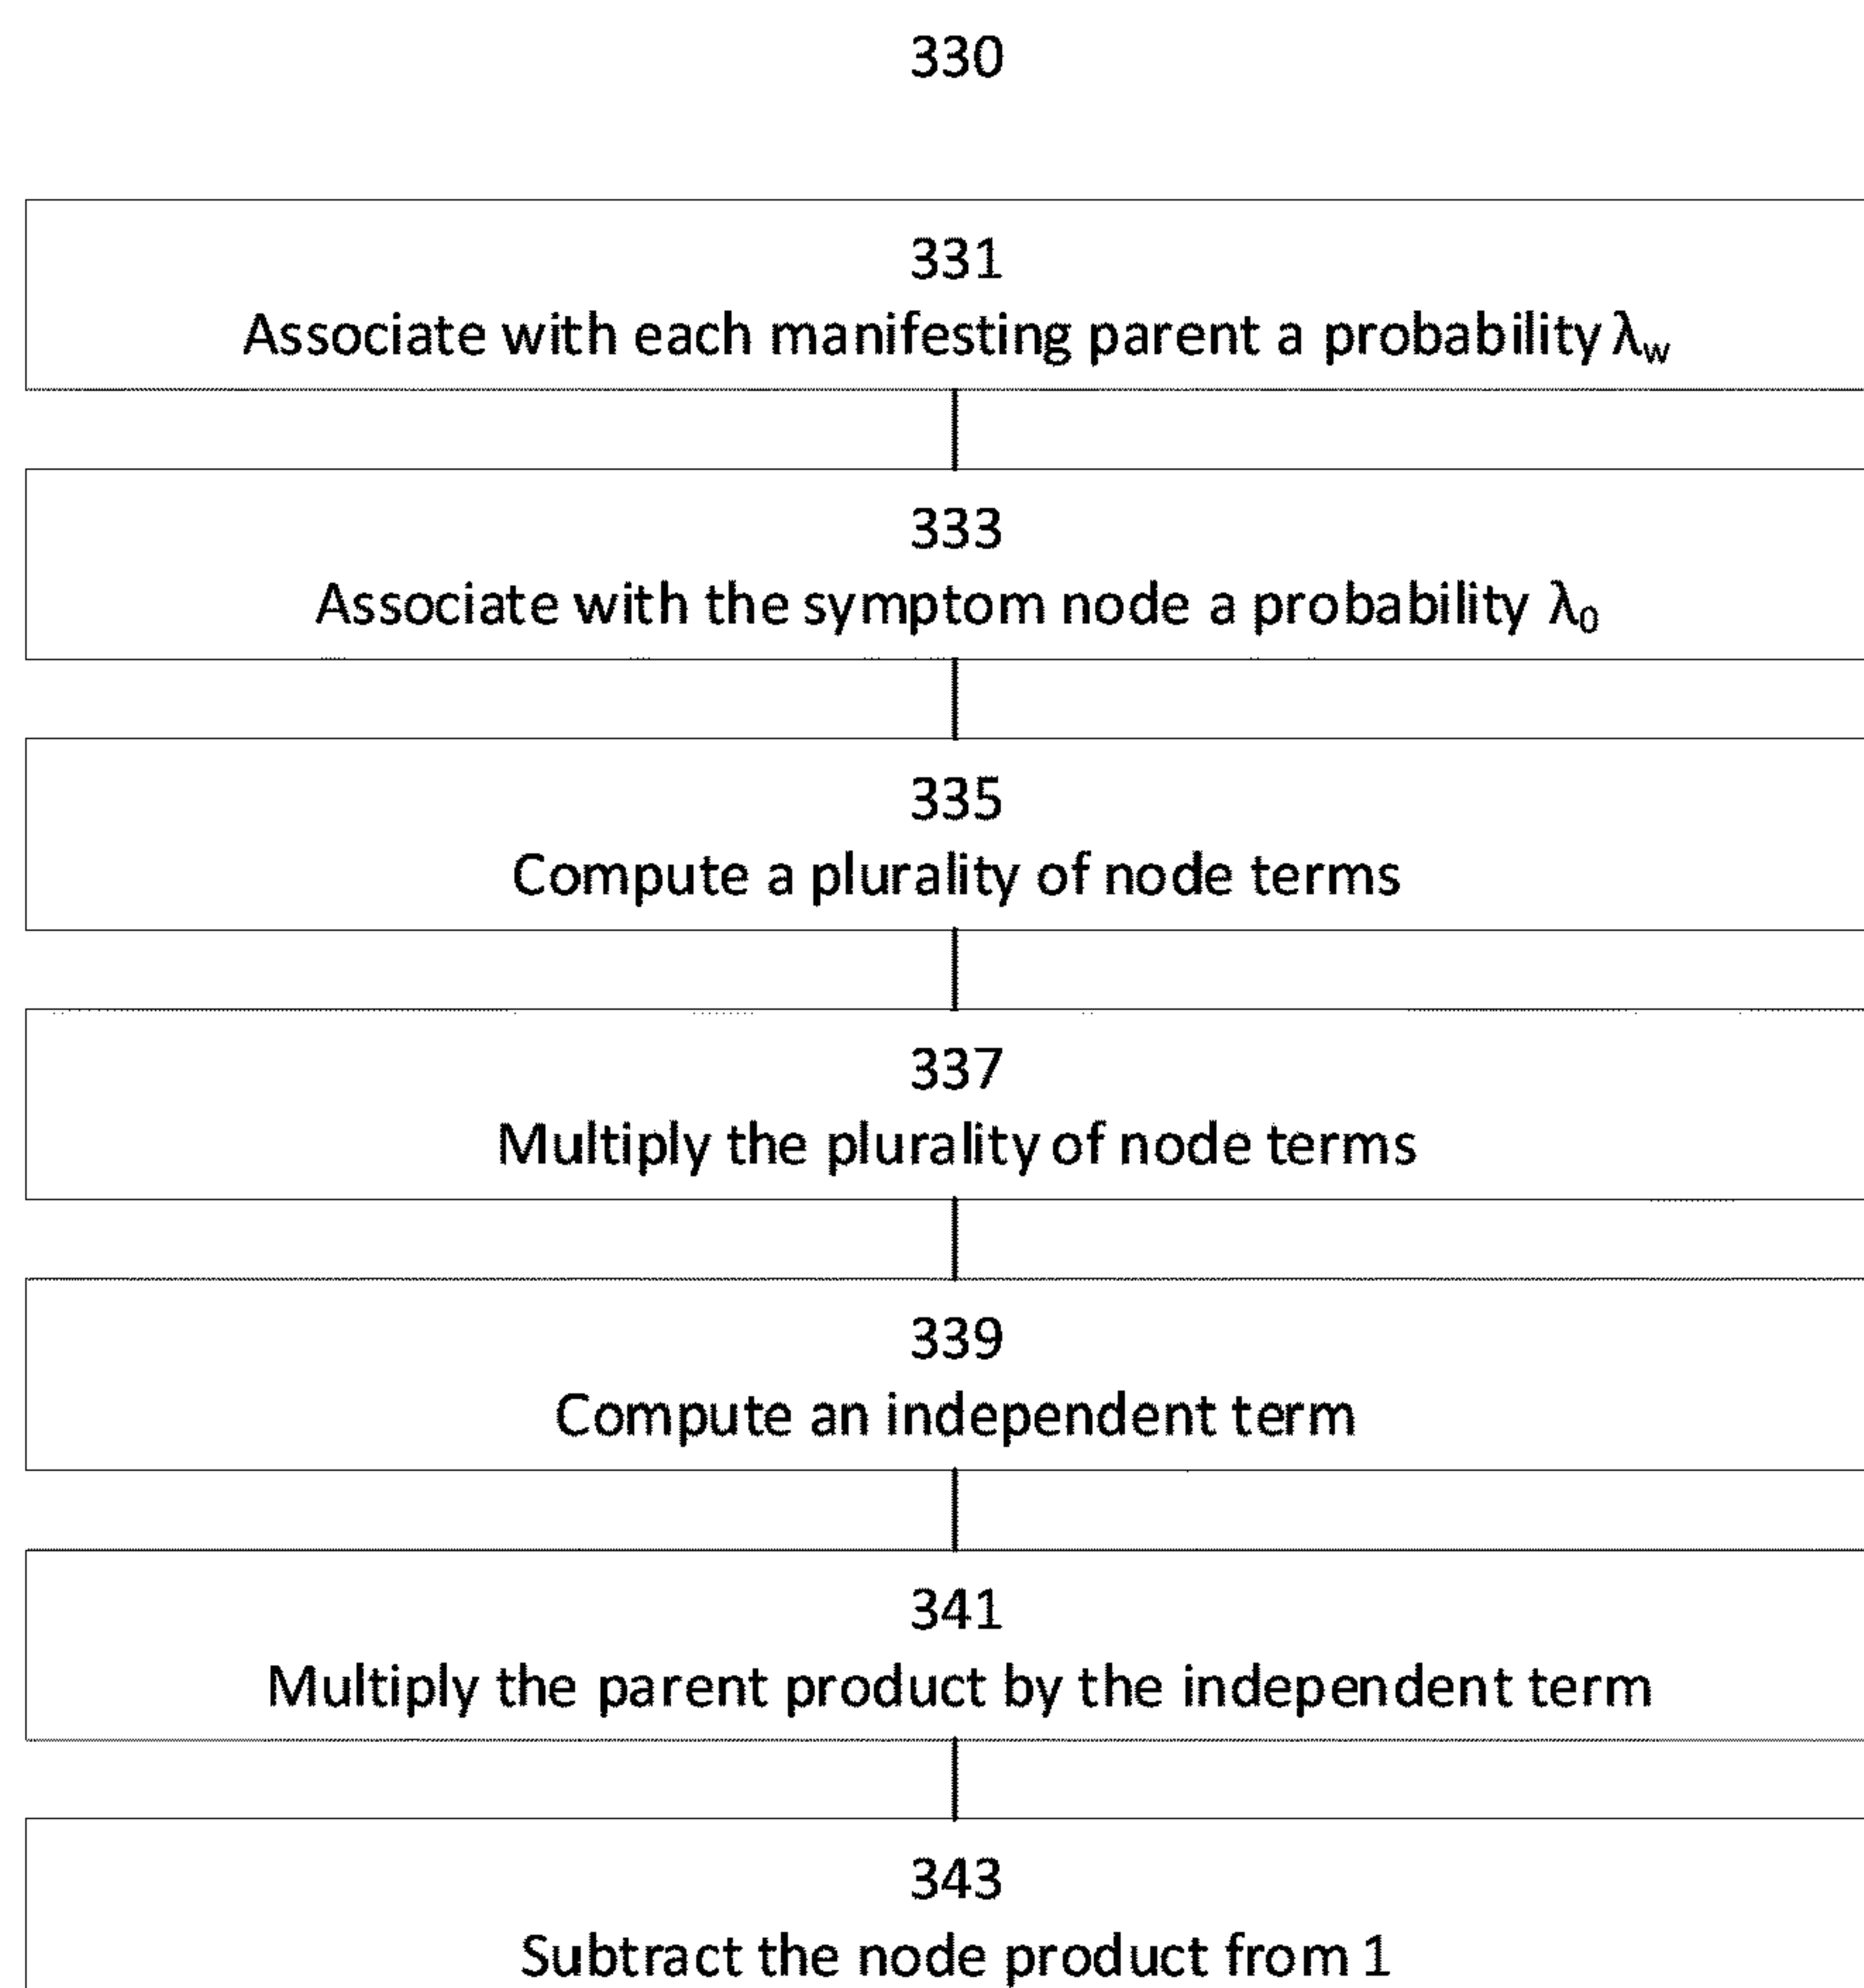 330
331
Associate with each manifesting parent a probability λw
333
Associate with the symptom node a probability λ0
335
Compute a plurality of node terms
337
Multiply the plurality of node terms
339
Compute an independent term
341
Multiply the parent product by the independent term
343
Subtract the node product from 1